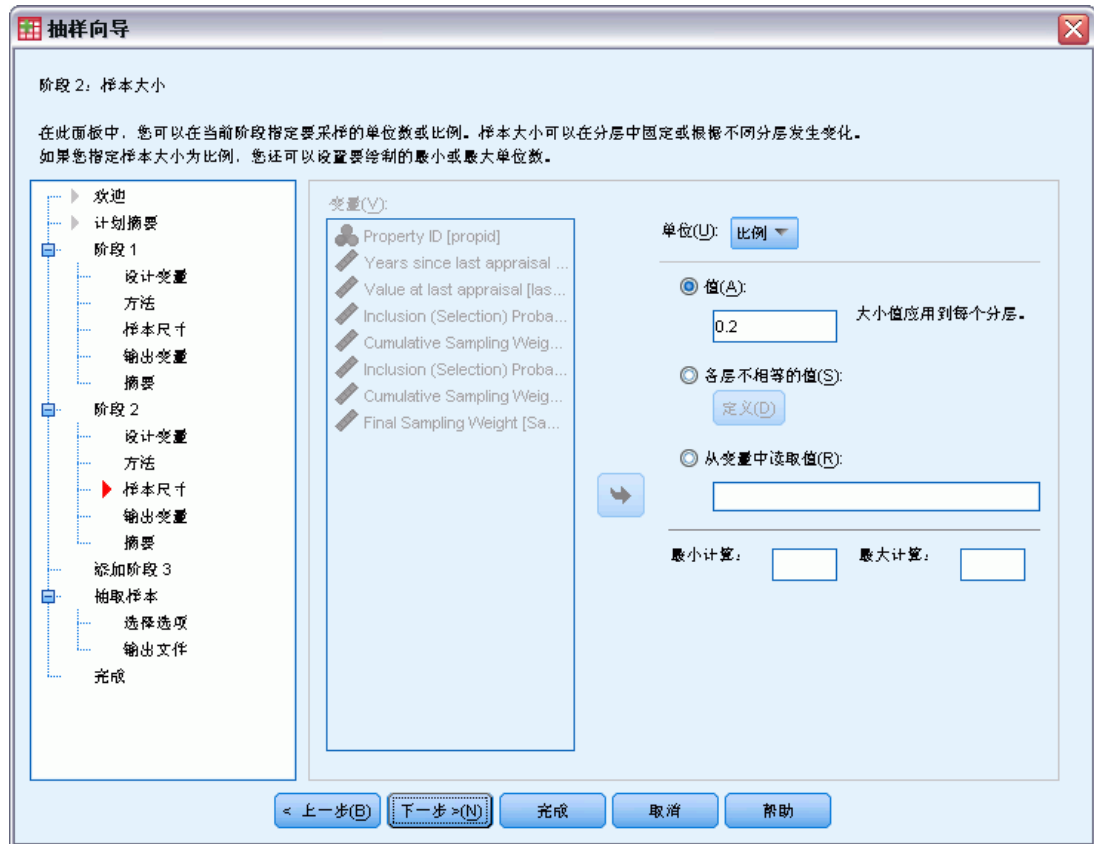 抽样向导
阶段 2：样本大小
在此面板中，您可以在当前阶段指定要采样的单位数或比例。样本大小可以在分层中固定或根据不同分层发生变化。
如果您指定样本大小为比例，您还可以设置要绘制的最小或最大单位数。
欢迎
计划摘要
阶段 1
设计变量
方法
样本尺寸
输出变量
摘要
阶段 2
设计变量
方法
样本尺寸
输出变量
摘要
添加阶段 3
抽取样本
选择选项
输出文件
完成
变量(V):
Property ID [propid]
Years since last appraisal ...
Value at last appraisal [las...
Inclusion (Selection) Proba...
Cumulative Sampling Weig...
Inclusion (Selection) Proba...
Cumulative Sampling Weig...
Final Sampling Weight [Sa...
单位(U): 比例
值(A):
0.2 大小值应用到每个分层。
各层不相等的值(S):
定义(D)
从变量中读取值(R):
最小计算： 最大计算：
< 上一步(B) 下一步 >(N) 完成 取消 帮助